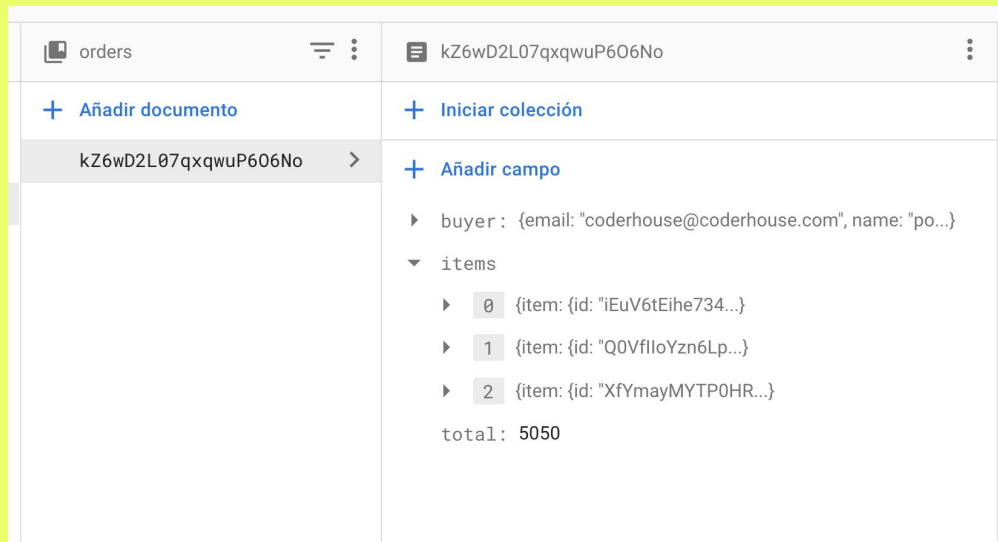 orders
Añadir documento
kZ6wD2L07qxqwuP6O6No
kZ6wD2L07qxqwuP6O6No
Iniciar colección
Añadir campo
buyer: {email: "coderhouse@coderhouse.com", name: "po...}
items
0 {item: {id: "iEuV6tEihe734...}
1 {item: {id: "Q0VfIIoYzn6Lp...}
2 {item: {id: "XfYmayMYTP0HR...}
total: 5050